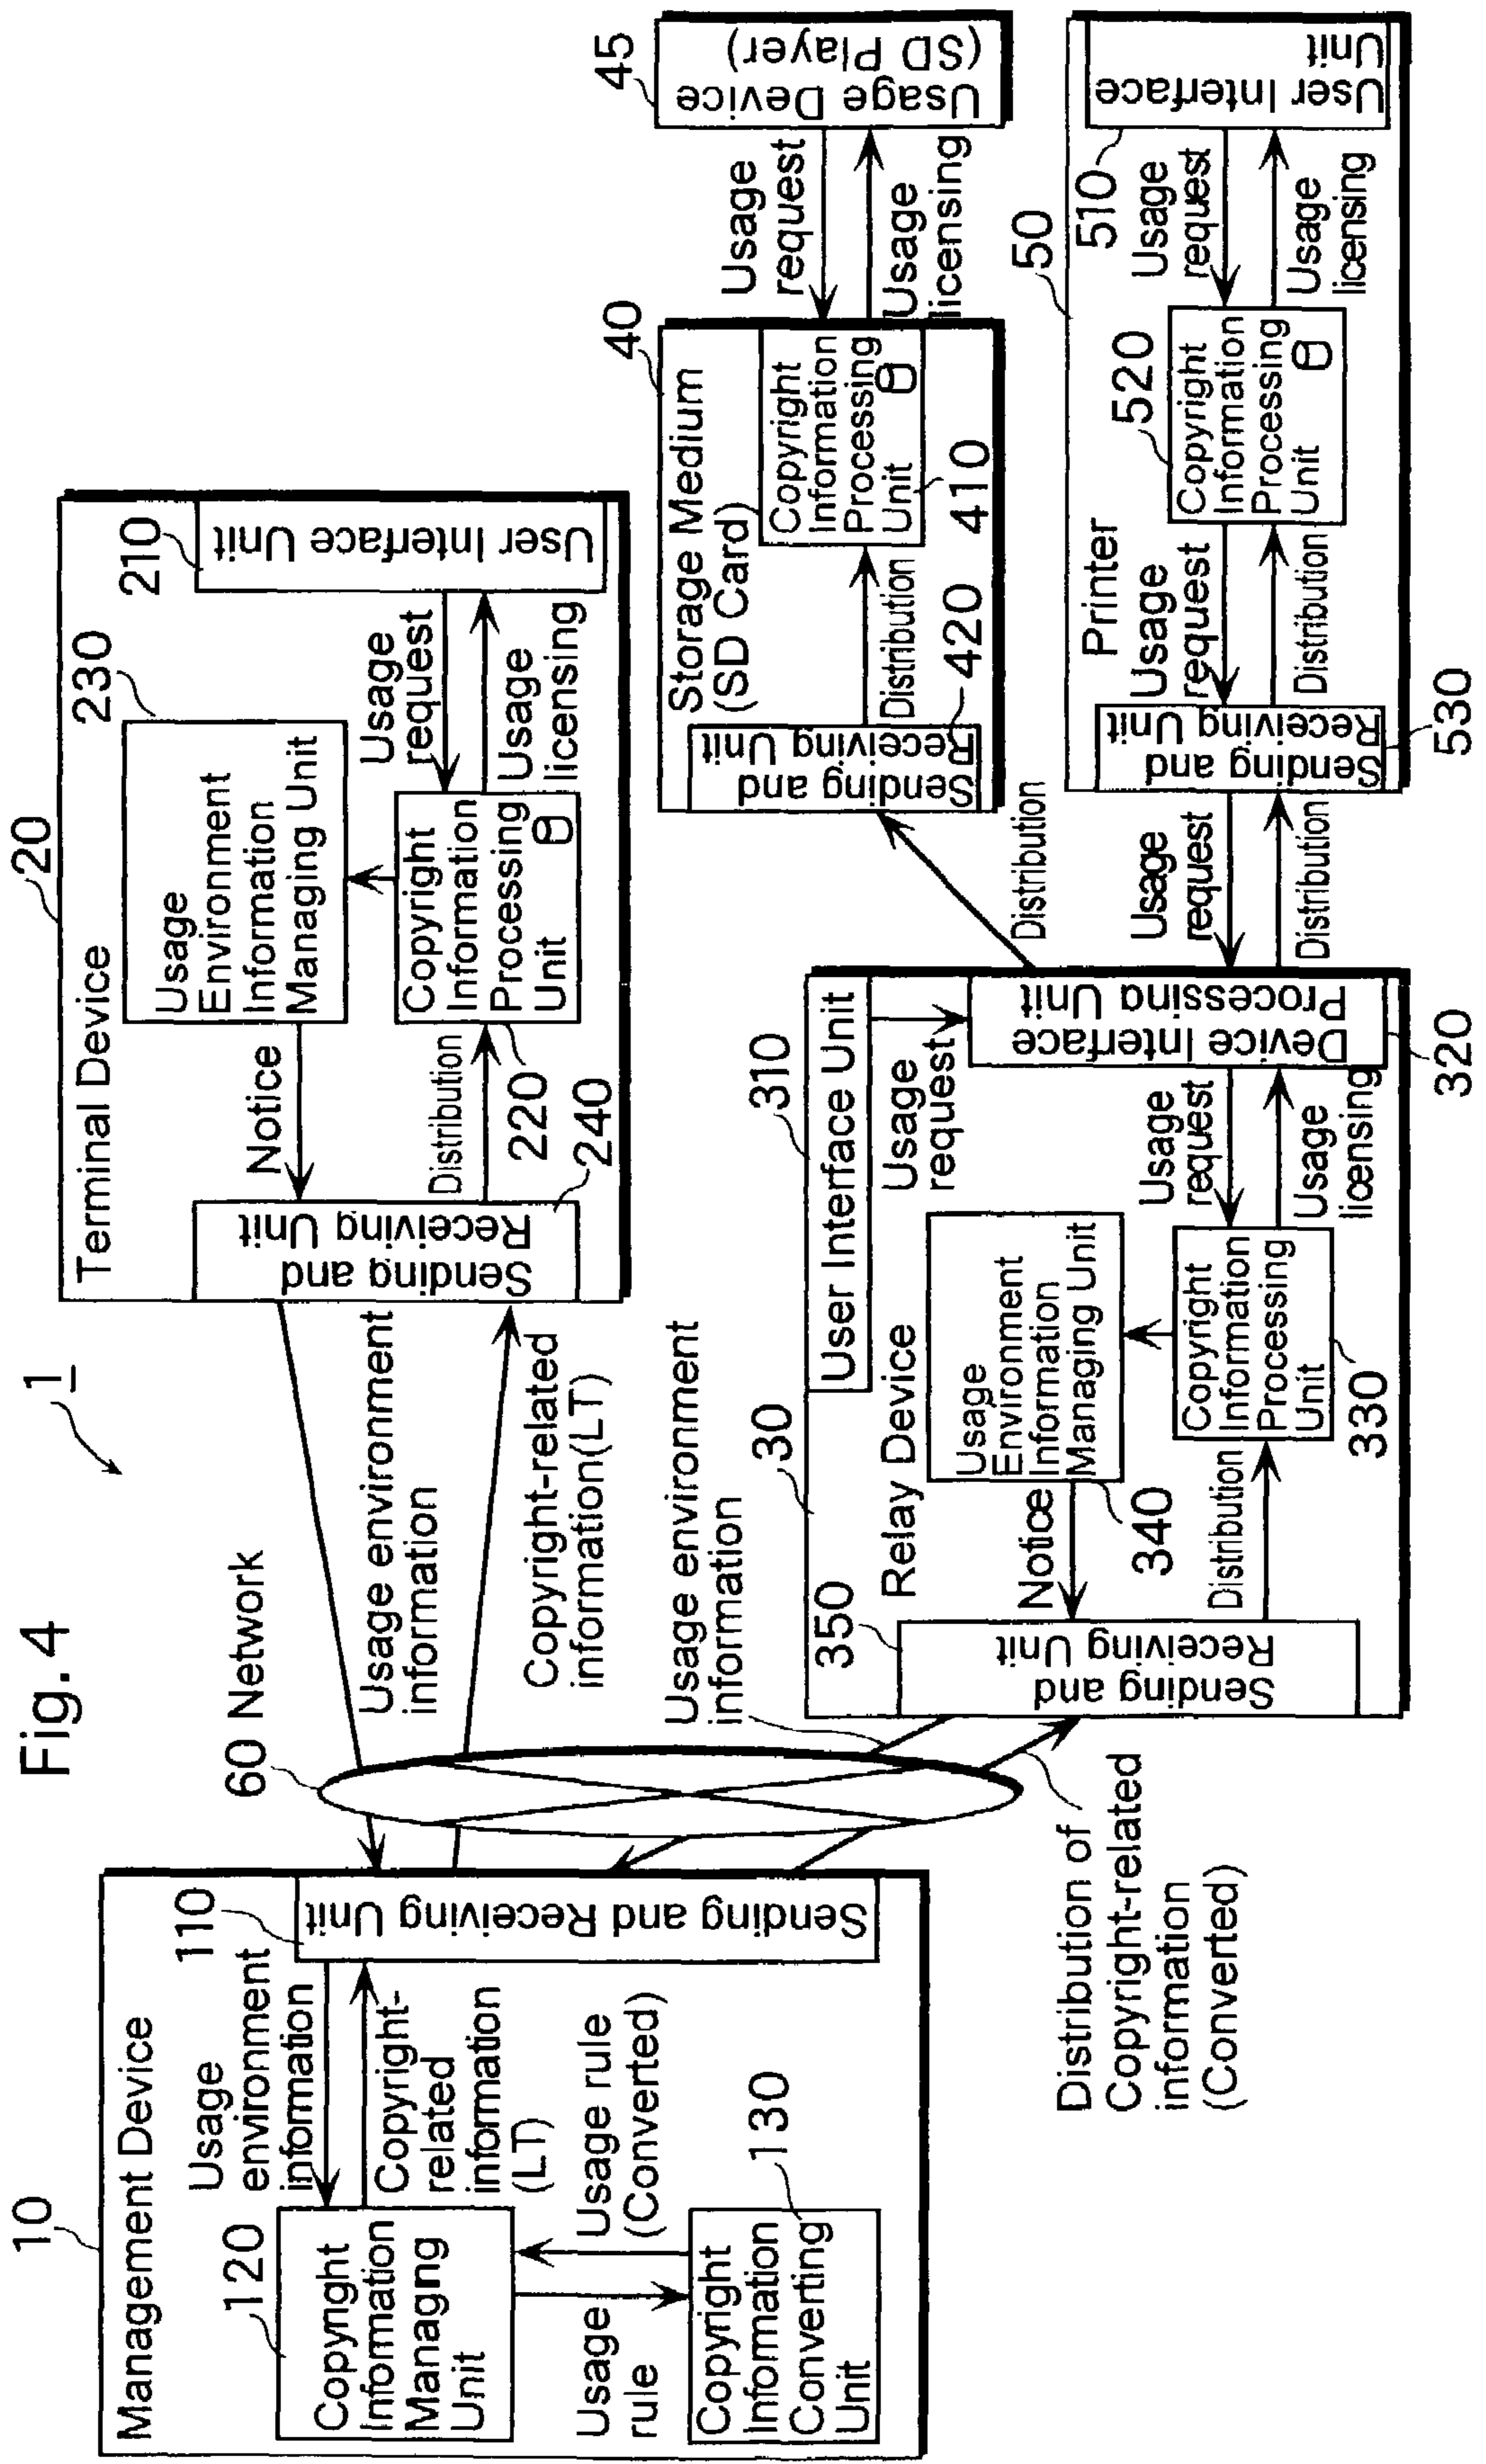 Fig. 4
1
10
Management Device
120
Copyright
Information
Managing
Unit
Usage
environment
information
Copyright-
related
information
(LT)
110
Sending and Receiving Unit
Usage
rule
Usage rule
(Converted)
Copyright
Information
Converting
Unit
130
60 Network
Usage environment
information
Copyright-related
information(LT)
Usage environment
information
Distribution of
Copyright-related
information
(Converted)
20
Terminal Device
230
Usage
Environment
Information
Managing Unit
210
User Interface Unit
Usage
request
Usage
licensing
Copyright
Information
Processing
Unit
220
Notice
Distribution
240
Sending and
Receiving Unit
30
Relay Device
310
User Interface Unit
Usage
request
Device Interface
Processing Unit
320
Usage
request
Usage
licensing
Usage
Environment
Information
Managing Unit
340
Copyright
Information
Processing
Unit
330
Notice
Distribution
350
Sending and
Receiving Unit
Distribution
40
Storage Medium
(SD Card)
Copyright
Information
Processing
Unit
410
Distribution
420
Sending and
Receiving Unit
Usage
request
Usage
licensing
45
Usage Device
(SD Player)
50
Printer
510
User Interface
Unit
Usage
request
Usage
licensing
520
Copyright
Information
Processing
Unit
Usage
request
Distribution
Sending and
Receiving Unit
530
Usage
request
Distribution